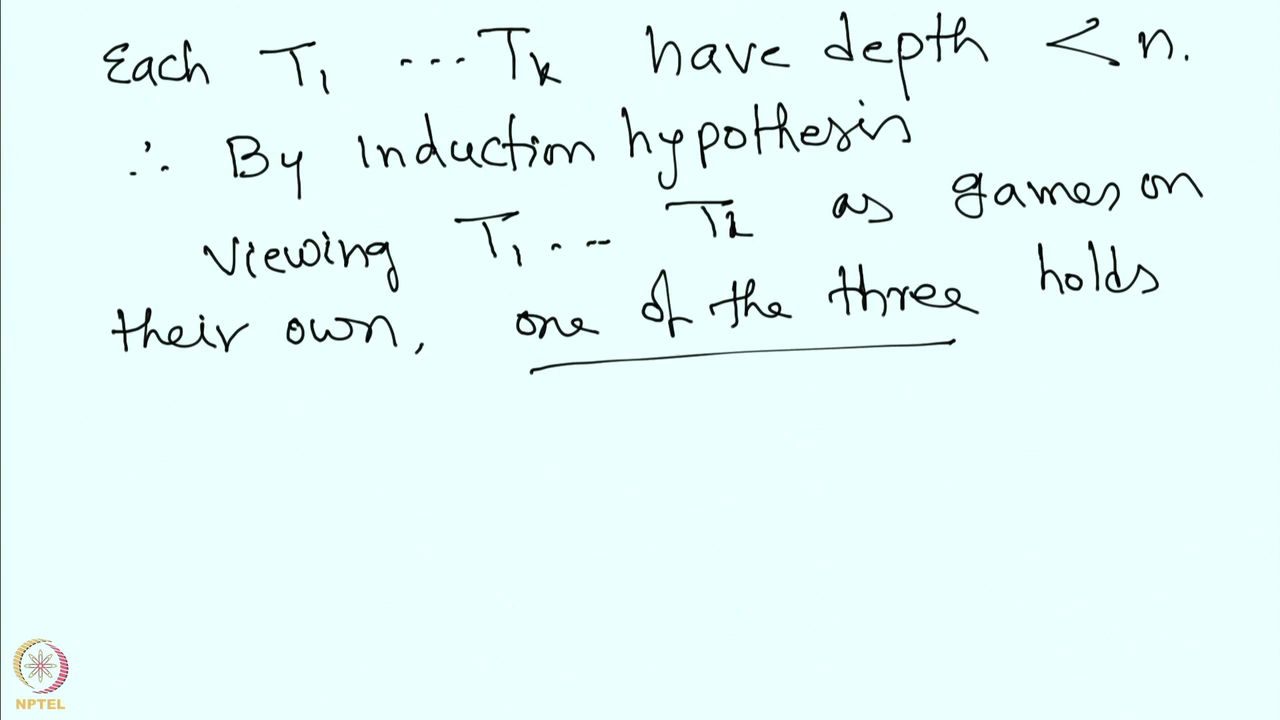 Each T₁ ... Tₖ have depth < n.
∴ By Induction hypothesis
viewing T₁ ... Tₖ as games on
their own, one of the three holds
NPTEL